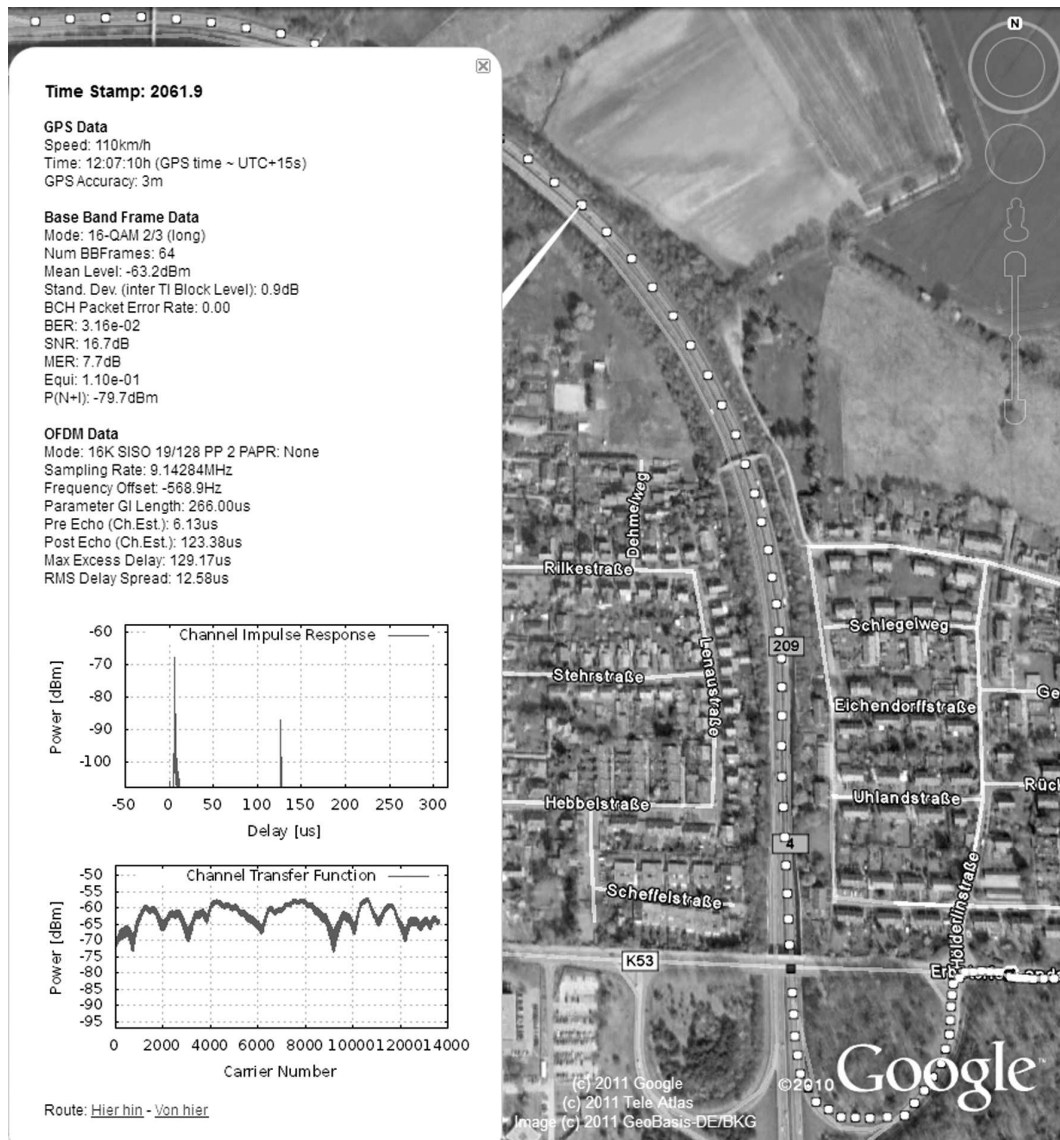 Time Stamp: 2061.9
GPS Data
Speed: 110km/h
Time: 12:07:10h (GPS time ~ UTC+15s)
GPS Accuracy: 3m
Base Band Frame Data
Mode: 16-QAM 2/3 (long)
Num BBFrames: 64
Mean Level: -63.2dBm
Stand. Dev. (inter TI Block Level): 0.9dB
BCH Packet Error Rate: 0.00
BER: 3.16e-02
SNR: 16.7dB
MER: 7.7dB
Equi: 1.10e-01
P(N+I): -79.7dBm
OFDM Data
Mode: 16K SISO 19/128 PP 2 PAPR: None
Sampling Rate: 9.14284MHz
Frequency Offset: -568.9Hz
Parameter GI Length: 266.00us
Pre Echo (Ch.Est.): 6.13us
Post Echo (Ch.Est.): 123.38us
Max Excess Delay: 129.17us
RMS Delay Spread: 12.58us
Channel Impulse Response
Power [dBm]
-60
-70
-80
-90
-100
-50 0 50 100 150 200 250 300
Delay [us]
Channel Transfer Function
Power [dBm]
-50
-55
-60
-65
-70
-75
-80
-85
-90
-95
0 2000 4000 6000 8000 10000 12000 14000
Carrier Number
Route: Hier hin - Von hier
N
Dehmelweg
Rilkestraße
Lenaustraße
209
Schlegelweg
Stehrstraße
Ge
Eichendorffstraße
Hebbelstraße
Uhlandstraße
Rück
4
Scheffelstraße
Hölderlinstraße
K53
©2010 Google
(c) 2011 Google
(c) 2011 Tele Atlas
Image (c) 2011 GeoBasis-DE/BKG